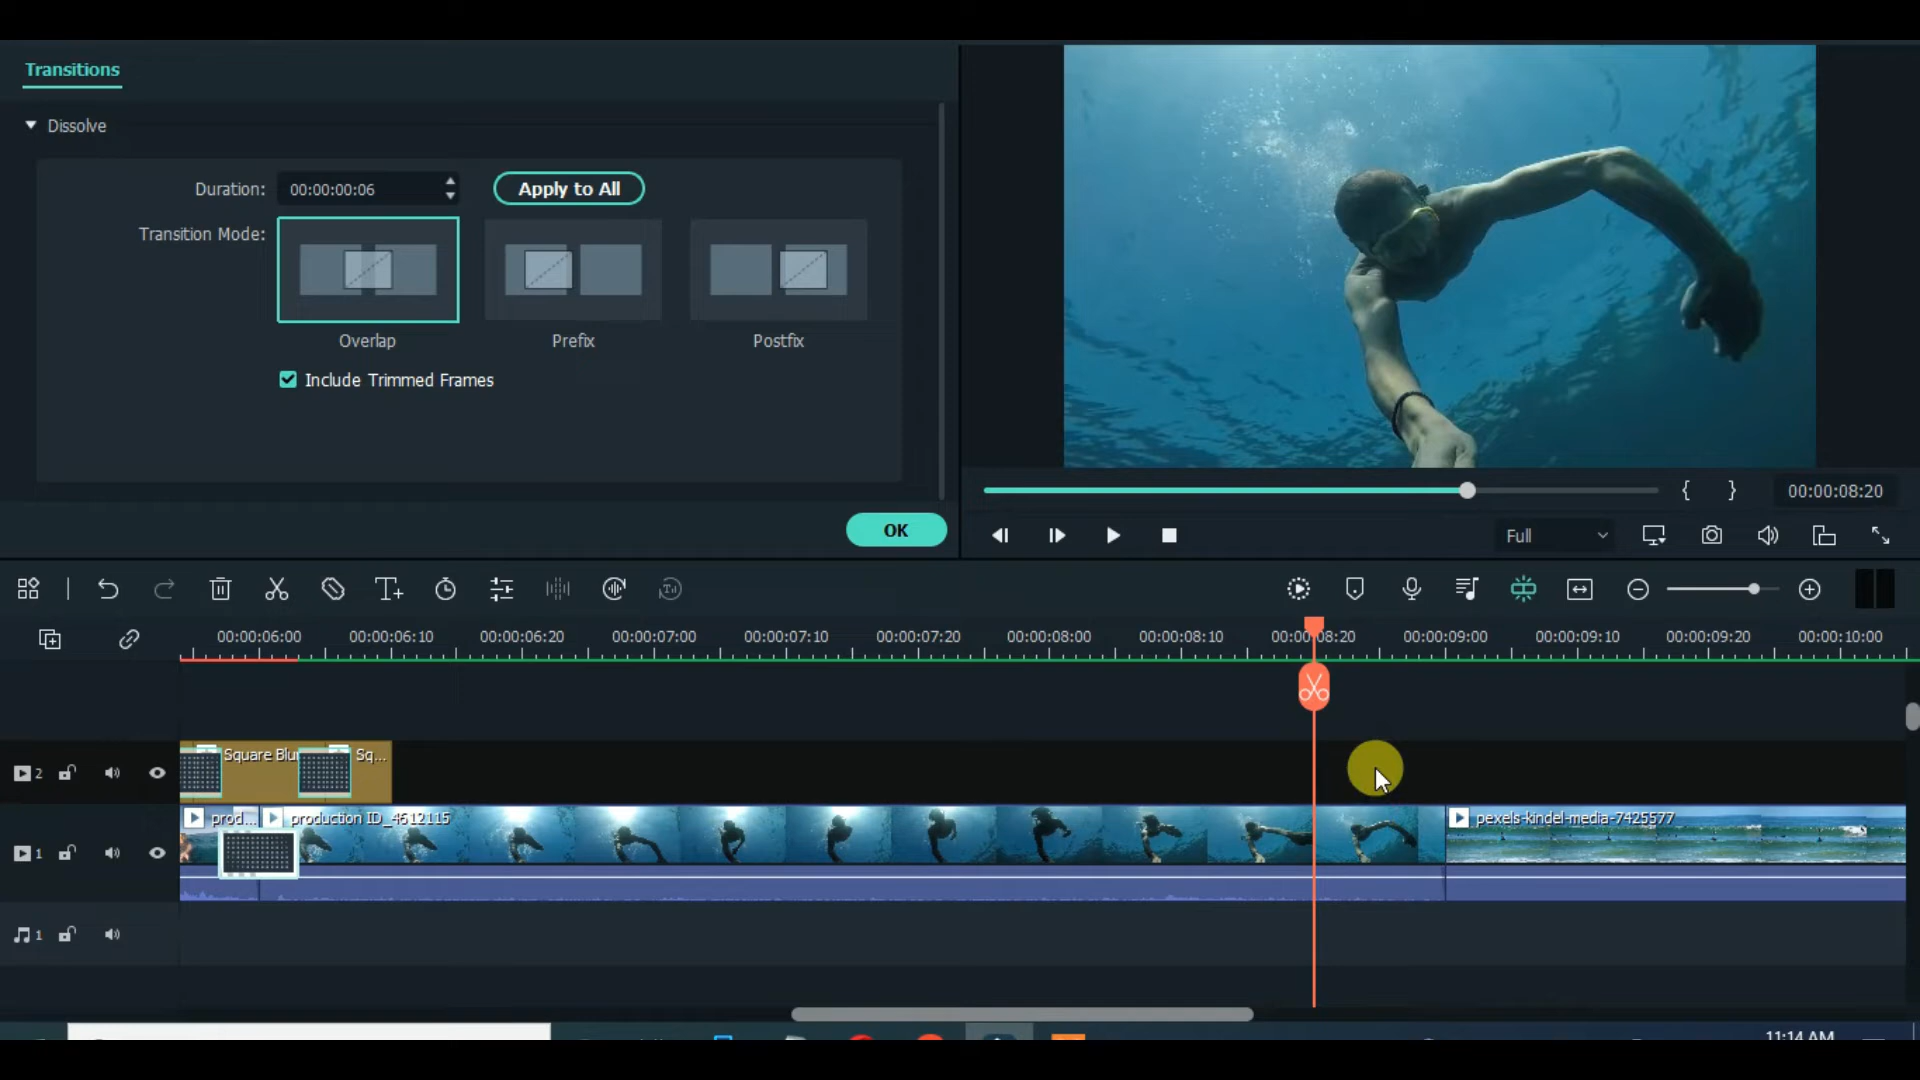 Transitions
Dissolve
Duration: 00:00:00:06 Apply to All
Transition Mode:
Overlap Prefix Postfix
Include Trimmed Frames
OK
{ } 00:00:08:20
Full
00:00:06:00 00:00:06:10 00:00:06:20 00:00:07:00 00:00:07:10 00:00:07:20 00:00:08:00 00:00:08:10 00:00:08:20 00:00:09:00 00:00:09:10 00:00:09:20 00:00:10:00
2 Square Blu Sq...
prod... production ID_4612115 pexels-kindel-media-7425577
1
1
11:14 AM